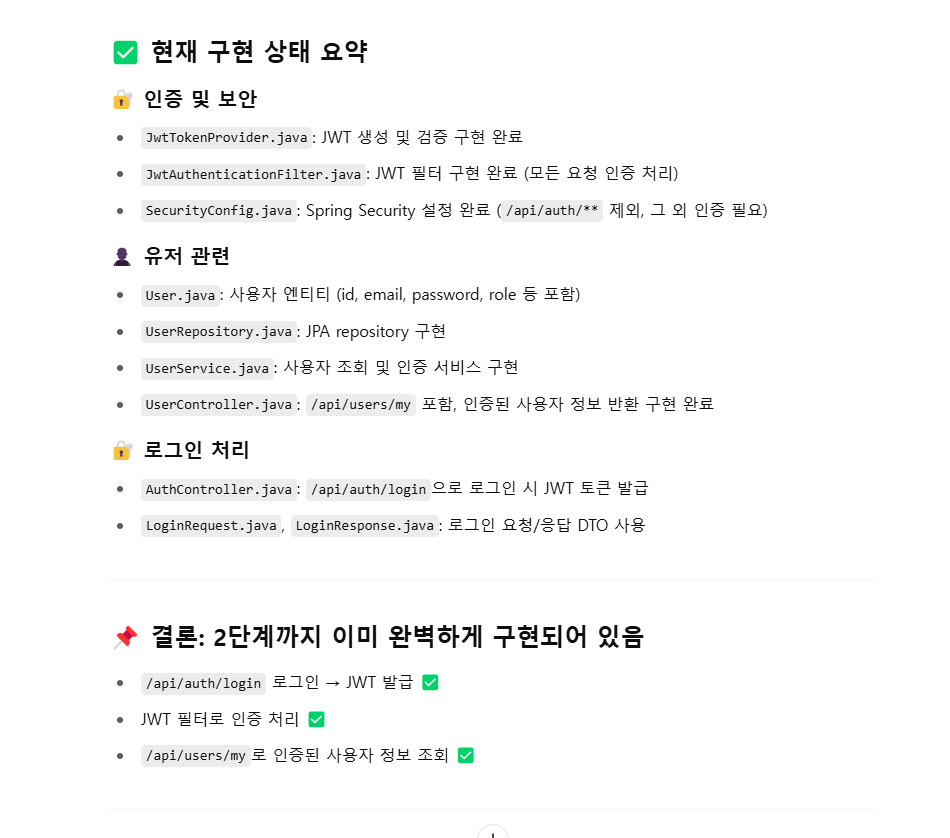 ✅ 현재 구현 상태 요약
🔐 인증 및 보안
• JwtTokenProvider.java: JWT 생성 및 검증 구현 완료
• JwtAuthenticationFilter.java: JWT 필터 구현 완료 (모든 요청 인증 처리)
• SecurityConfig.java: Spring Security 설정 완료 (/api/auth/** 제외, 그 외 인증 필요)
👤 유저 관련
• User.java: 사용자 엔티티 (id, email, password, role 등 포함)
• UserRepository.java: JPA repository 구현
• UserService.java: 사용자 조회 및 인증 서비스 구현
• UserController.java: /api/users/my 포함, 인증된 사용자 정보 반환 구현 완료
🔐 로그인 처리
• AuthController.java: /api/auth/login으로 로그인 시 JWT 토큰 발급
• LoginRequest.java, LoginResponse.java: 로그인 요청/응답 DTO 사용
📌 결론: 2단계까지 이미 완벽하게 구현되어 있음
• /api/auth/login 로그인 → JWT 발급 ✅
• JWT 필터로 인증 처리 ✅
• /api/users/my로 인증된 사용자 정보 조회 ✅